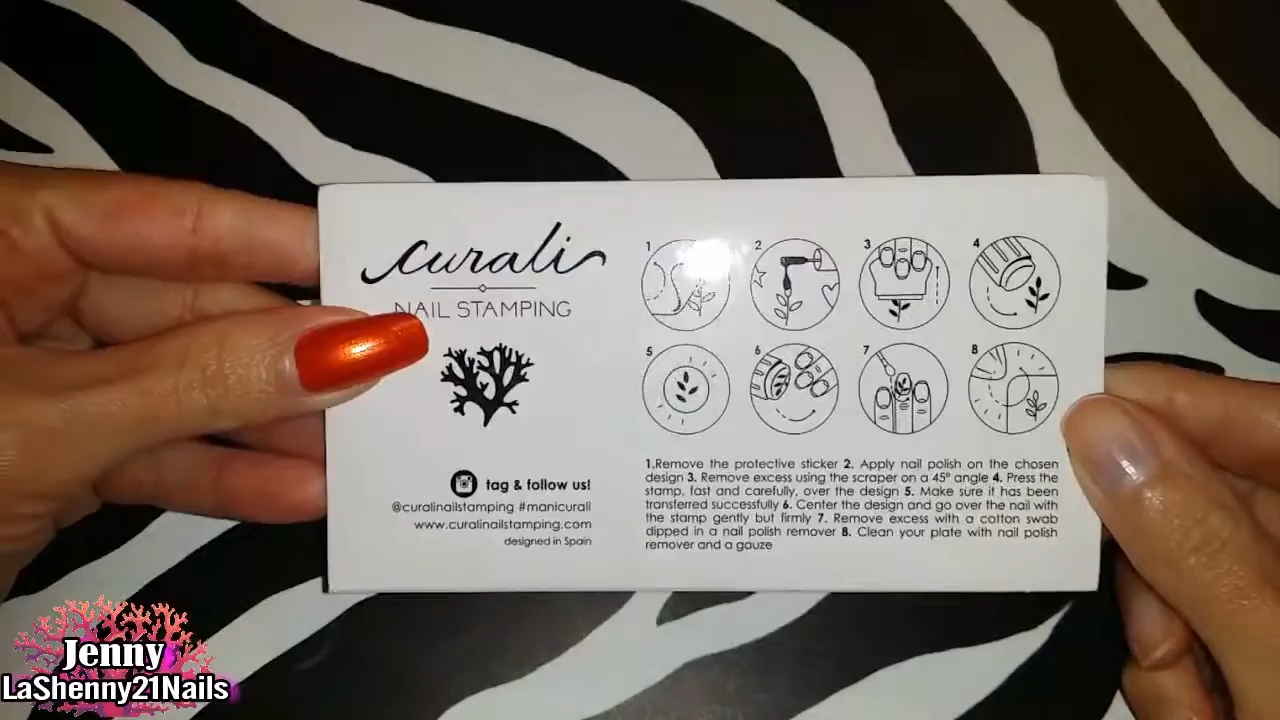 curali
NAIL STAMPING
tag & follow us!
@curalinailstamping #manicurali
www.curalinailstamping.com
designed in Spain
1 2 3 4
5 6 7 8
1.Remove the protective sticker 2. Apply nail polish on the chosen
design 3. Remove excess using the scraper on a 45º angle 4. Press the
stamp, fast and carefully, over the design 5. Make sure it has been
transferred successfully 6. Center the design and go over the nail with
the stamp gently but firmly 7. Remove excess with a cotton swab
dipped in a nail polish remover 8. Clean your plate with nail polish
remover and a gauze
Jenny
LaShenny21Nails